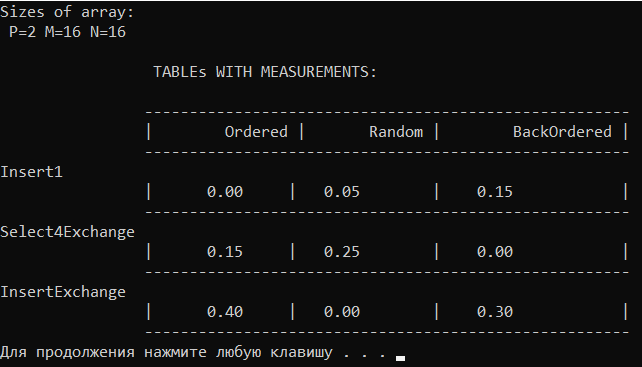 Sizes of array:
P=2 M=16 N=16
TABLEs WITH MEASUREMENTS:
------------------------------------------------------
| Ordered | Random | BackOrdered |
------------------------------------------------------
Insert1
| 0.00 | 0.05 | 0.15 |
------------------------------------------------------
Select4Exchange
| 0.15 | 0.25 | 0.00 |
------------------------------------------------------
InsertExchange
| 0.40 | 0.00 | 0.30 |
------------------------------------------------------
Для продолжения нажмите любую клавишу . . .